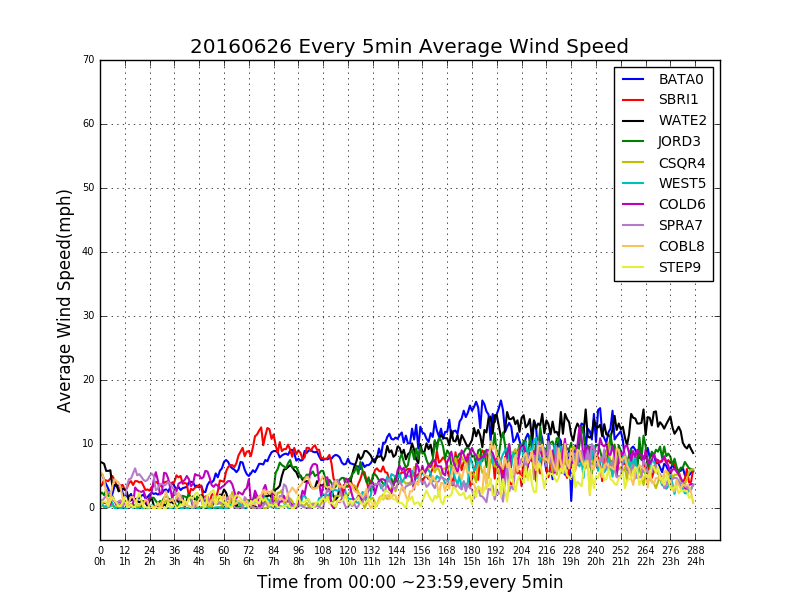 20160626 Every 5min Average Wind Speed
70
60
50
40
30
20
10
0
Average Wind Speed(mph)
BATA0
SBRI1
WATE2
JORD3
CSQR4
WEST5
COLD6
SPRA7
COBL8
STEP9
0 12 24 36 48 60 72 84 96 108 120 132 144 156 168 180 192 204 216 228 240 252 264 276 288
0h 1h 2h 3h 4h 5h 6h 7h 8h 9h 10h 11h 12h 13h 14h 15h 16h 17h 18h 19h 20h 21h 22h 23h 24h
Time from 00:00 ~23:59,every 5min